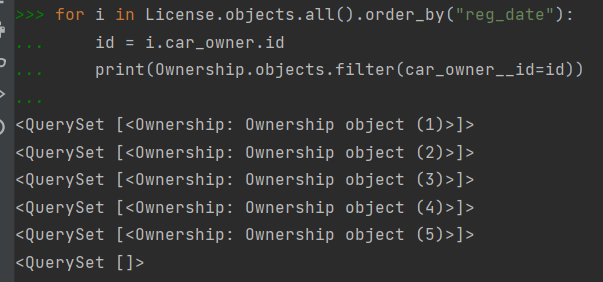 >>> for i in License.objects.all().order_by("reg_date"):
...     id = i.car_owner.id
...     print(Ownership.objects.filter(car_owner__id=id))
...
<QuerySet [<Ownership: Ownership object (1)>]>
<QuerySet [<Ownership: Ownership object (2)>]>
<QuerySet [<Ownership: Ownership object (3)>]>
<QuerySet [<Ownership: Ownership object (4)>]>
<QuerySet [<Ownership: Ownership object (5)>]>
<QuerySet []>